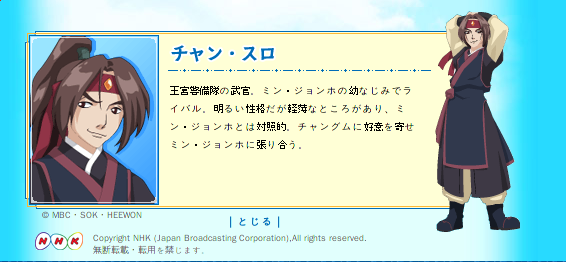 チャン・スロ
王宮警備隊の武官。ミン・ジョンホの幼なじみでラ
イバル。明るい性格だが軽薄なところがあり、ミ
ン・ジョンホとは対照的。チャングムに好意を寄せ
ミン・ジョンホに張り合う。
© MBC・SOK・HEEWON
|とじる|
NHK
Copyright NHK (Japan Broadcasting Corporation),All rights reserved.
無断転載・転用を禁じます。